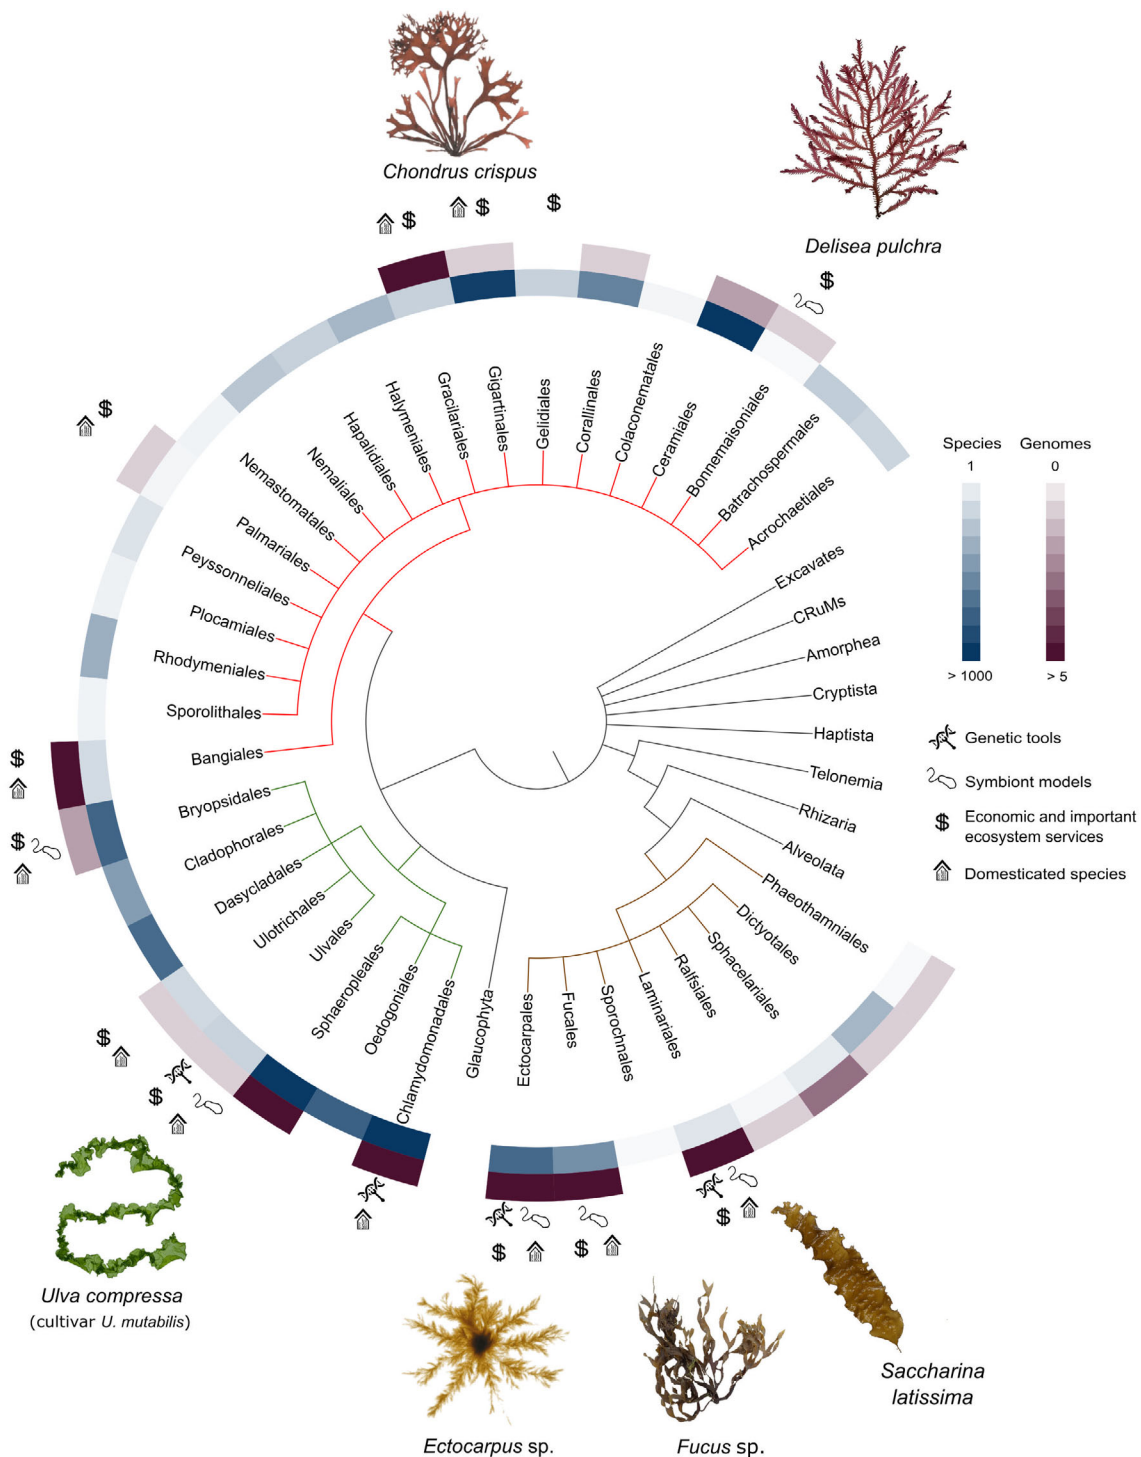 Chondrus crispus
$
$
$
Delisea pulchra
$
$
Halymeniales
Gracilariales
Gigartinales
Gelidiales
Corallinales
Colaconematales
Ceramiales
Bonnemaisoniales
Batrachospermales
Acrochaetiales
Hapalidiales
Nemaliales
Nemastomatales
Palmariales
Peyssonneliales
Plocamiales
Rhodymeniales
Sporolithales
Bangiales
Excavates
CRuMs
Amorphea
Cryptista
Haptista
Telonemia
Rhizaria
Alveolata
Phaeothamniales
Dictyotales
Sphacelariales
Ralfsiales
Laminariales
Sporochnales
Fucales
Ectocarpales
Glaucophyta
Chlamydomonadales
Oedogoniales
Sphaeropleales
Ulvales
Ulotrichales
Dasycladales
Cladophorales
Bryopsidales
Species Genomes
1 0
> 1000 > 5
Genetic tools
Symbiont models
$ Economic and important
ecosystem services
Domesticated species
$
$
$
$
$
$
$
Ulva compressa
(cultivar U. mutabilis)
Ectocarpus sp.
Fucus sp.
Saccharina
latissima